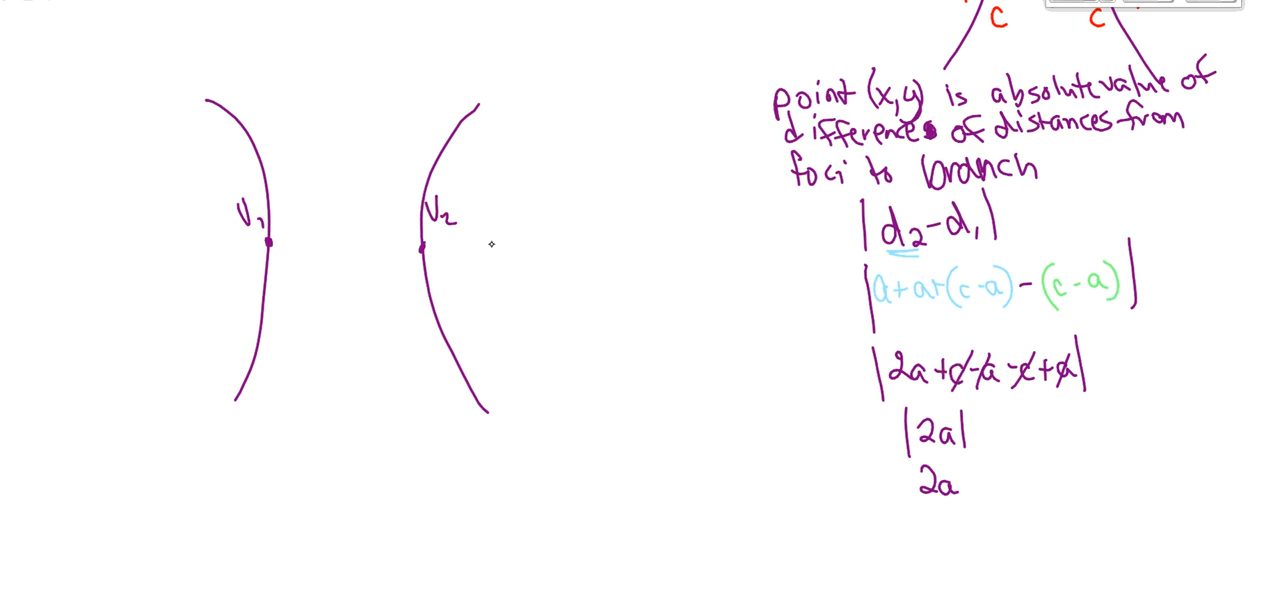 C C
point (x,y) is absolute value of
differences of distances from
foci to branch
V₁ V₂
|d₂-d₁|
|a+a+(c-a)-(c-a)|
|2a+c-a-c+a|
|2a|
2a